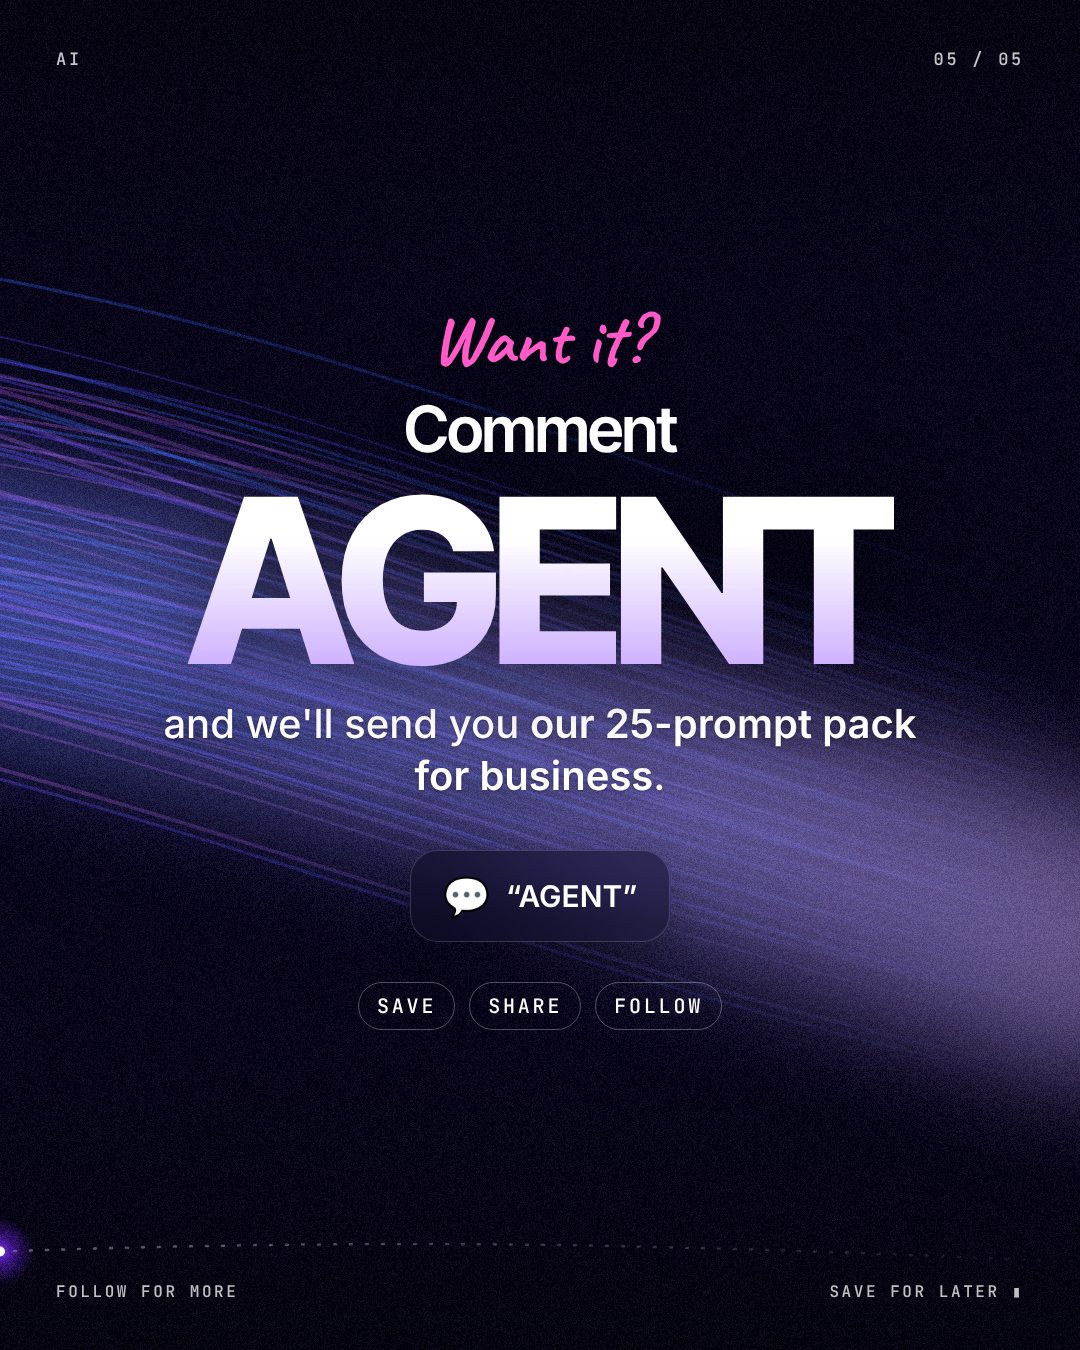 AI
05 / 05
Want it?
Comment
AGENT
and we'll send you our 25-prompt pack
for business.
💬 “AGENT”
SAVE
SHARE
FOLLOW
FOLLOW FOR MORE
SAVE FOR LATER ▮